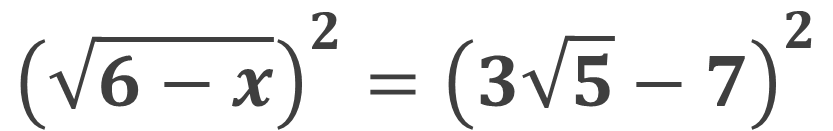 (√(6 − x))² = (3√5 − 7)²